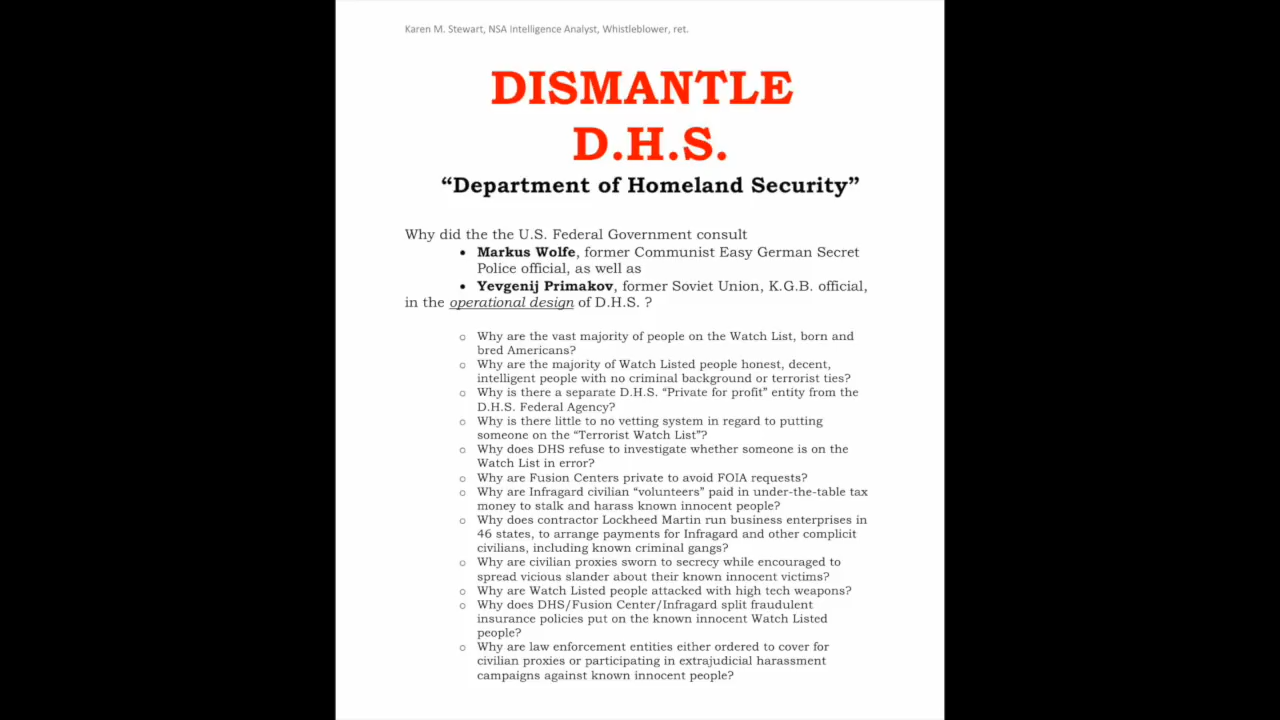 Karen M. Stewart, NSA Intelligence Analyst, Whistleblower, ret.
DISMANTLE
D.H.S.
“Department of Homeland Security”
Why did the the U.S. Federal Government consult
• Markus Wolfe, former Communist Easy German Secret
Police official, as well as
• Yevgenij Primakov, former Soviet Union, K.G.B. official,
in the operational design of D.H.S. ?
o Why are the vast majority of people on the Watch List, born and
bred Americans?
o Why are the majority of Watch Listed people honest, decent,
intelligent people with no criminal background or terrorist ties?
o Why is there a separate D.H.S. “Private for profit” entity from the
D.H.S. Federal Agency?
o Why is there little to no vetting system in regard to putting
someone on the “Terrorist Watch List”?
o Why does DHS refuse to investigate whether someone is on the
Watch List in error?
o Why are Fusion Centers private to avoid FOIA requests?
o Why are Infragard civilian “volunteers” paid in under-the-table tax
money to stalk and harass known innocent people?
o Why does contractor Lockheed Martin run business enterprises in
46 states, to arrange payments for Infragard and other complicit
civilians, including known criminal gangs?
o Why are civilian proxies sworn to secrecy while encouraged to
spread vicious slander about their known innocent victims?
o Why are Watch Listed people attacked with high tech weapons?
o Why does DHS/Fusion Center/Infragard split fraudulent
insurance policies put on the known innocent Watch Listed
people?
o Why are law enforcement entities either ordered to cover for
civilian proxies or participating in extrajudicial harassment
campaigns against known innocent people?